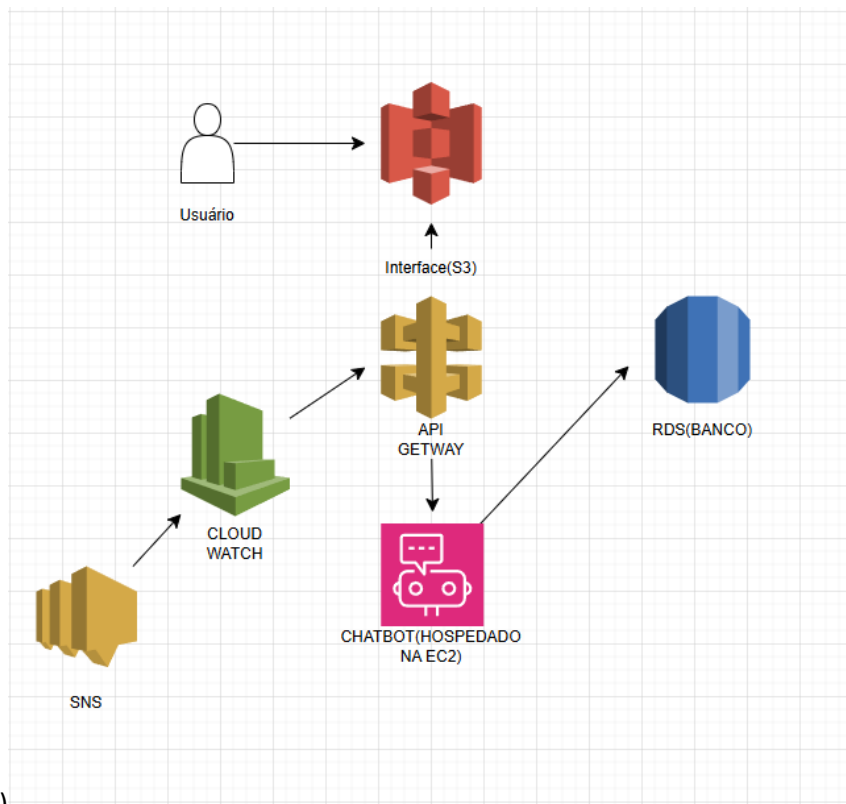 Usuário
Interface(S3)
API
GETWAY
RDS(BANCO)
CLOUD
WATCH
CHATBOT(HOSPEDADO
NA EC2)
SNS
)